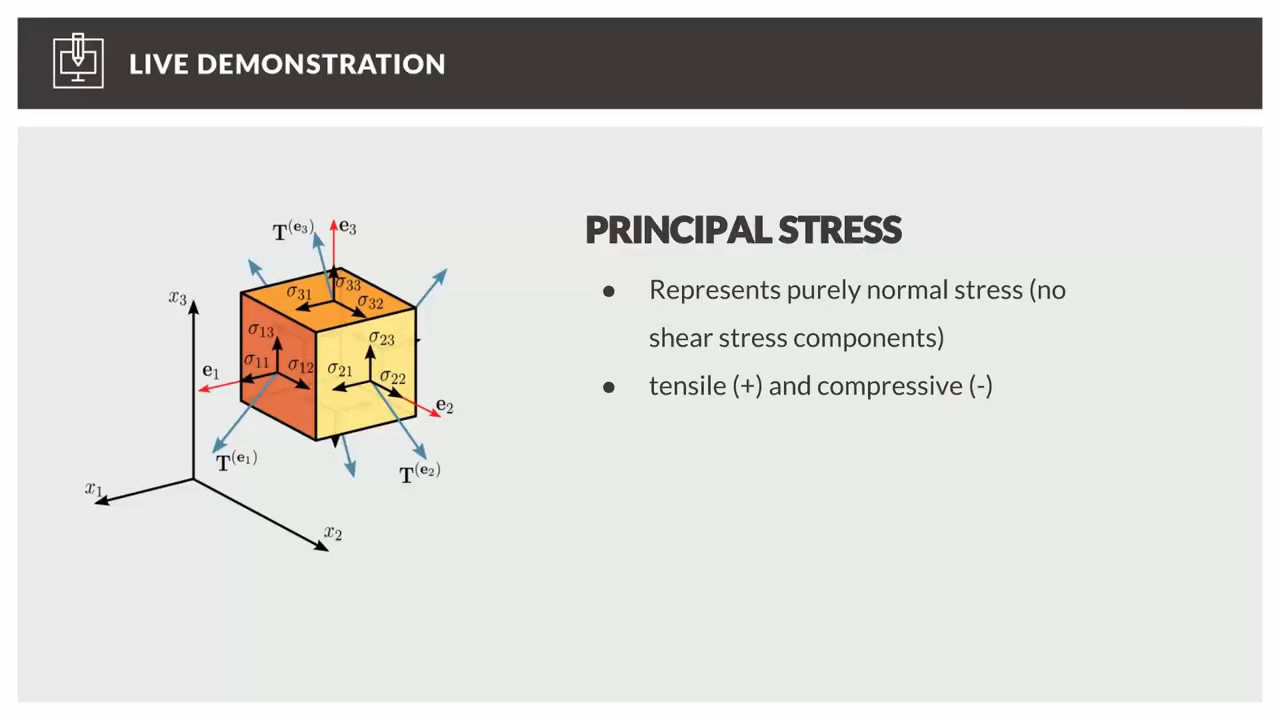 LIVE DEMONSTRATION
PRINCIPAL STRESS
● Represents purely normal stress (no
shear stress components)
● tensile (+) and compressive (-)
T^(e₃)
e₃
x₃
σ₃₁
σ₃₃
σ₃₂
σ₁₃
σ₁₁
σ₁₂
σ₂₃
σ₂₁
σ₂₂
e₁
e₂
T^(e₁)
T^(e₂)
x₁
x₂